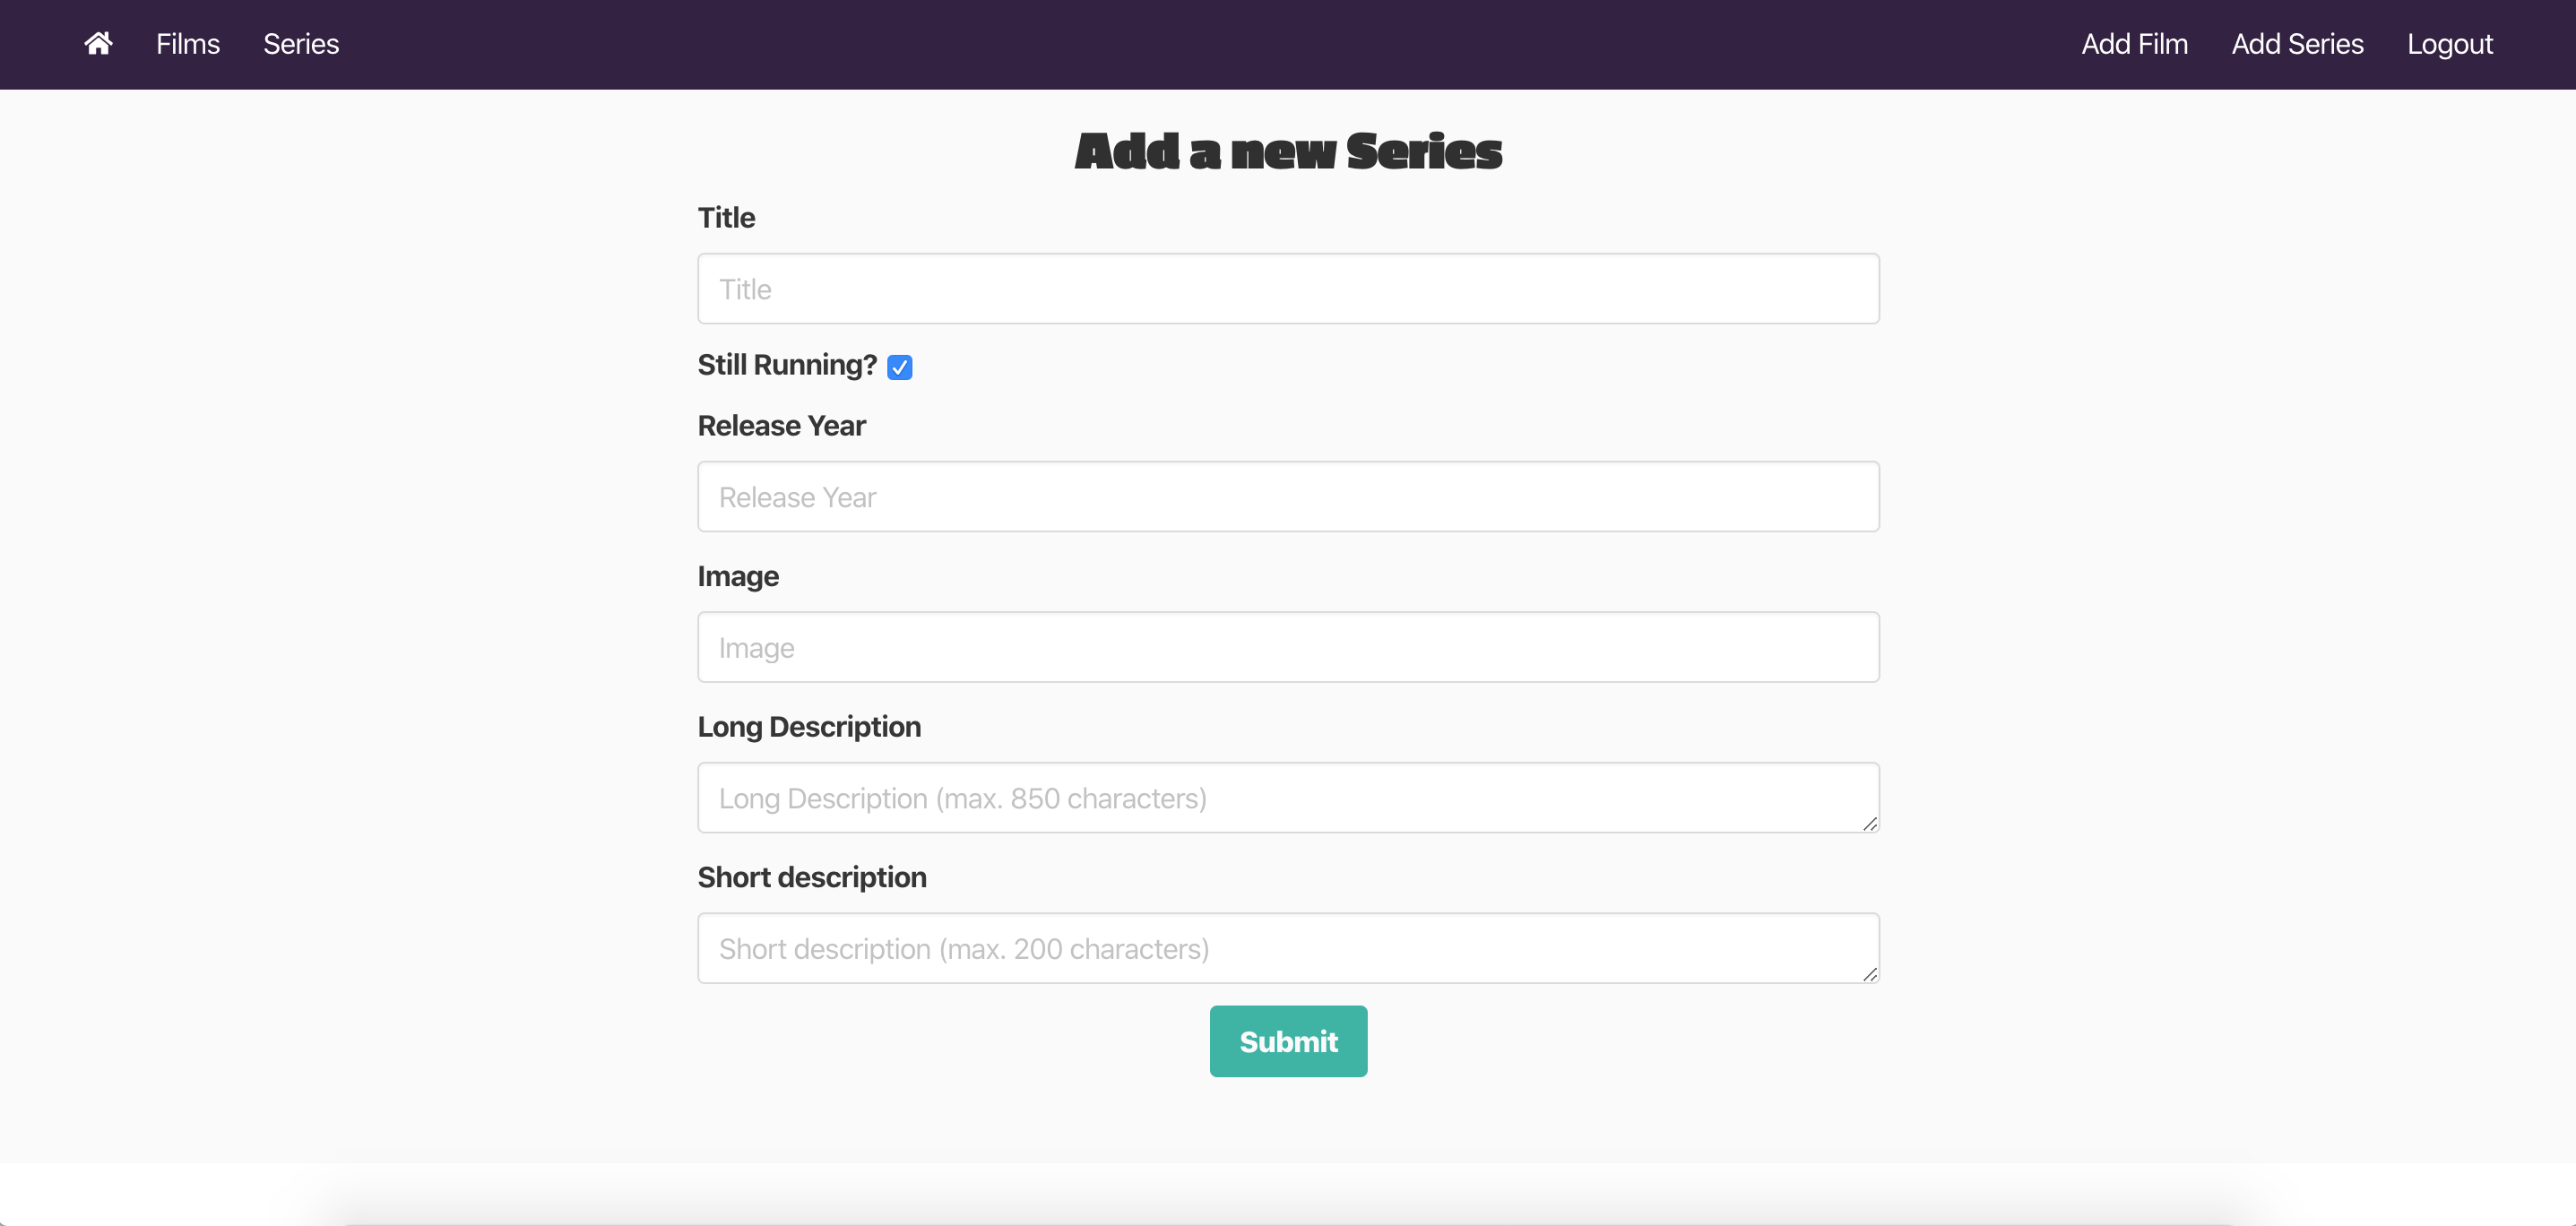 Films Series Add Film Add Series Logout
Add a new Series
Title
Title
Still Running?
Release Year
Release Year
Image
Image
Long Description
Long Description (max. 850 characters)
Short description
Short description (max. 200 characters)
Submit